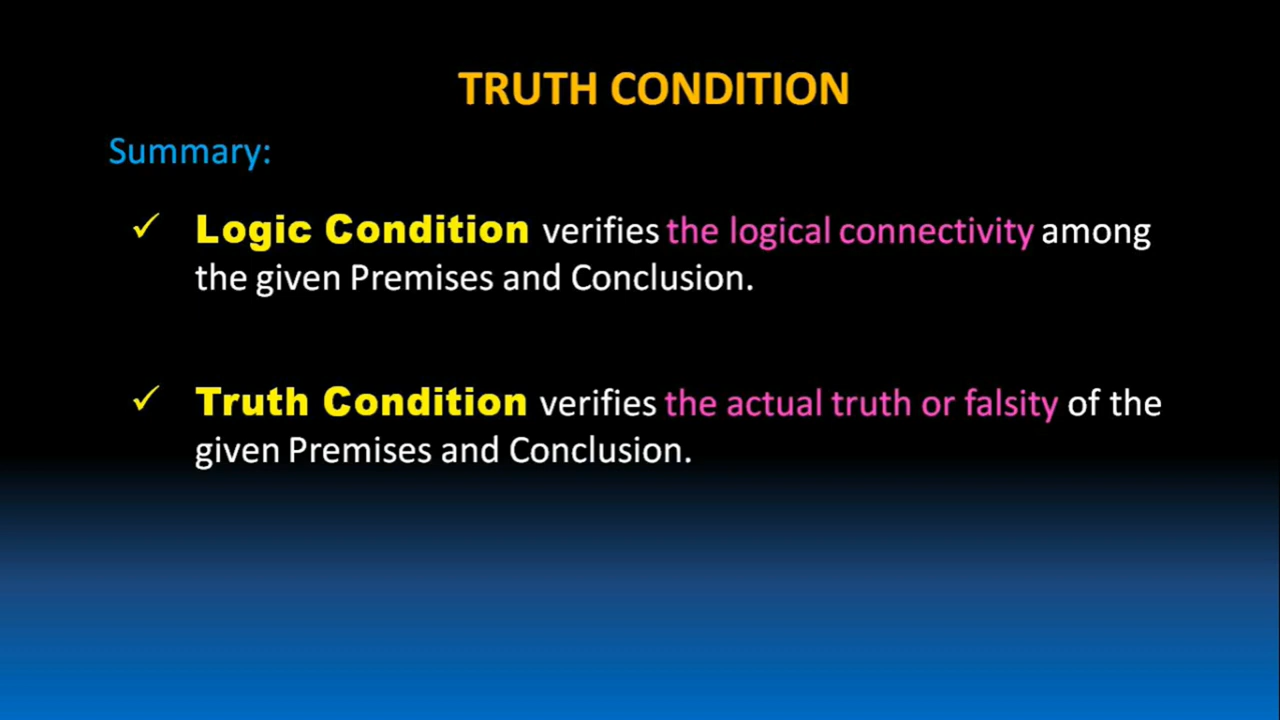 TRUTH CONDITION
Summary:
✓ Logic Condition verifies the logical connectivity among
the given Premises and Conclusion.
✓ Truth Condition verifies the actual truth or falsity of the
given Premises and Conclusion.